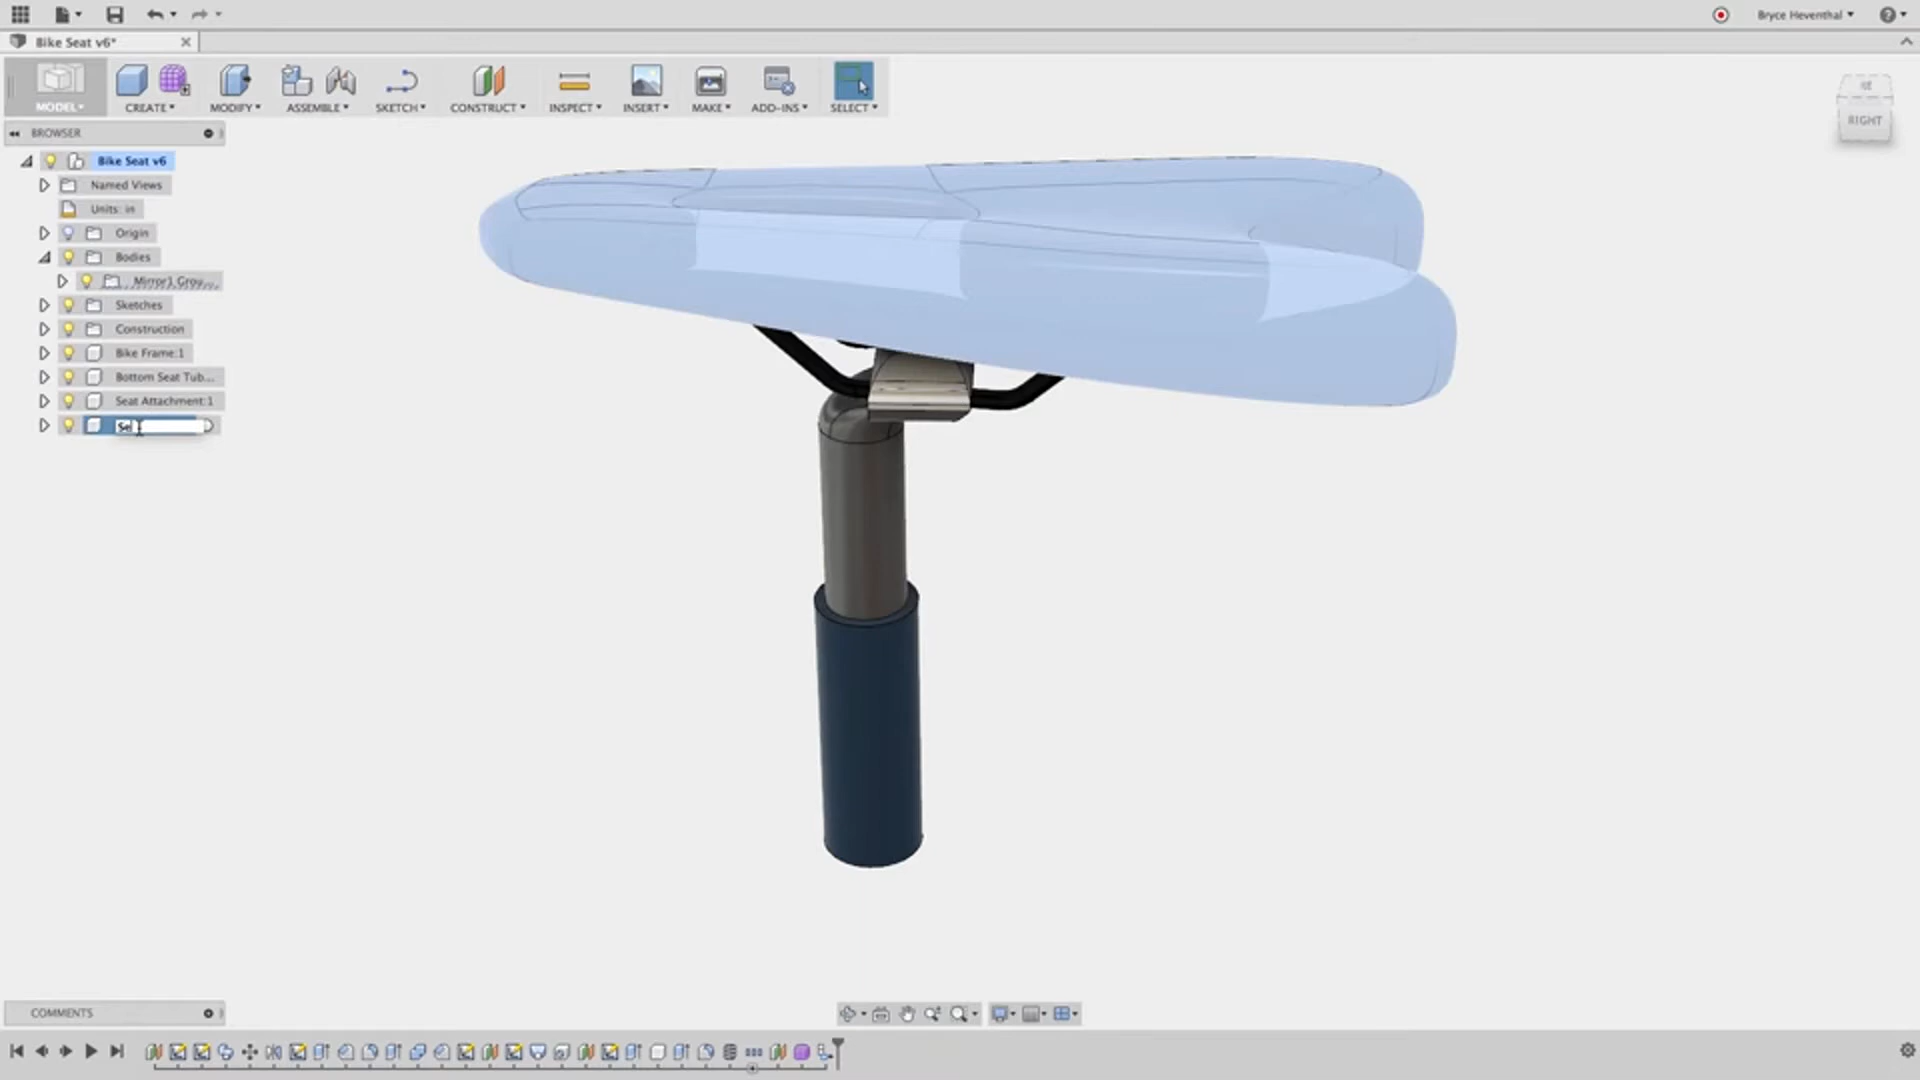 Bryce Heventhal
Bike Seat v6*
MODEL
CREATE
MODIFY
ASSEMBLE
SKETCH
CONSTRUCT
INSPECT
INSERT
MAKE
ADD-INS
SELECT
RIGHT
BROWSER
Bike Seat v6
Named Views
Units: in
Origin
Bodies
Mirror1 Grou...
Sketches
Construction
Bike Frame:1
Bottom Seat Tub...
Seat Attachment:1
Se
COMMENTS